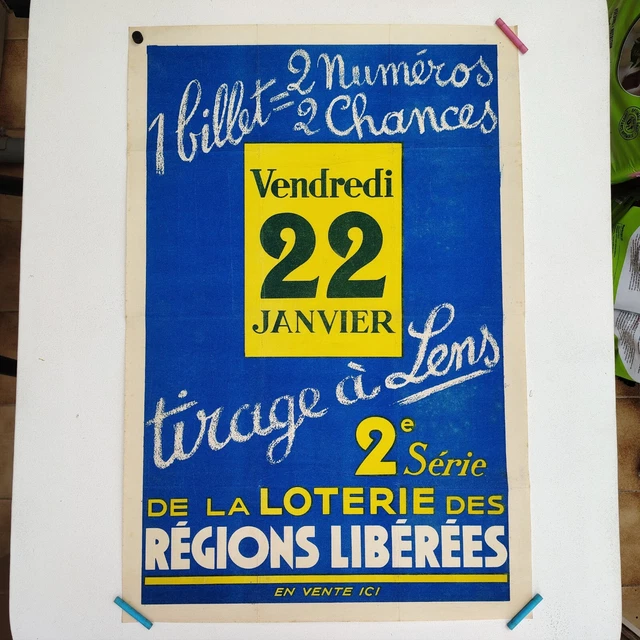 1 billet = 2 Numéros
2 Chances
Vendredi
22
JANVIER
tirage à Lens
2e Série
DE LA LOTERIE DES
RÉGIONS LIBÉRÉES
EN VENTE ICI